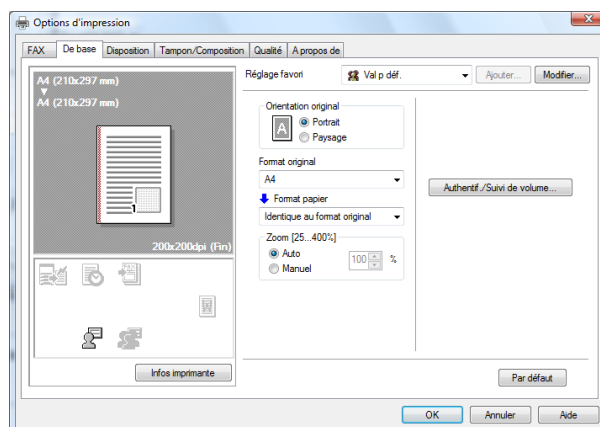 Options d'impression
FAX De base Disposition Tampon/Composition Qualité A propos de
A4 (210x297 mm)
A4 (210x297 mm)
1
200x200dpi (Fin)
Infos imprimante
Réglage favori Val p déf. Ajouter... Modifier...
Orientation original
A
Portrait
Paysage
Format original
A4
Format papier
Identique au format original
Zoom [25...400%]
Auto
Manuel
100 %
Authentif./Suivi de volume...
Par défaut
OK Annuler Aide